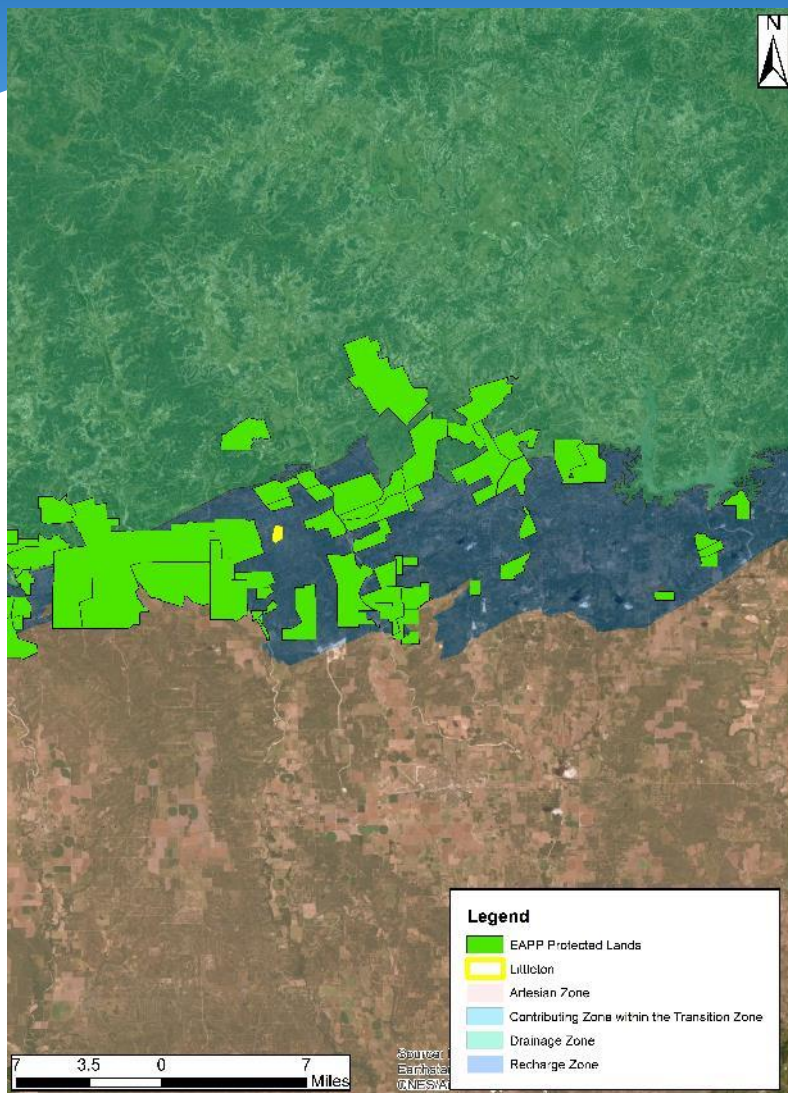 N
Legend
EAPP Protected Lands
Littleton
Artesian Zone
Contributing Zone within the Transition Zone
Drainage Zone
Recharge Zone
7 3.5 0 7
Miles
Source: